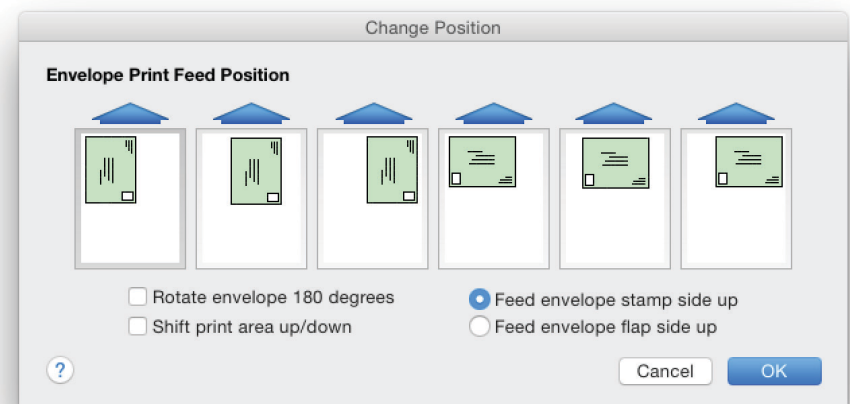 Change Position
Envelope Print Feed Position
Rotate envelope 180 degrees
Feed envelope stamp side up
Shift print area up/down
Feed envelope flap side up
?
Cancel
OK